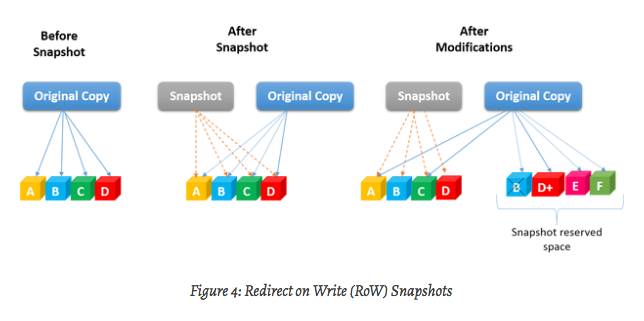 Before
Snapshot
After
Snapshot
After
Modifications
Original Copy
Snapshot
Original Copy
Snapshot
Original Copy
A B C D
A B C D
A B C D
B D+ E F
Snapshot reserved
space
Figure 4: Redirect on Write (RoW) Snapshots